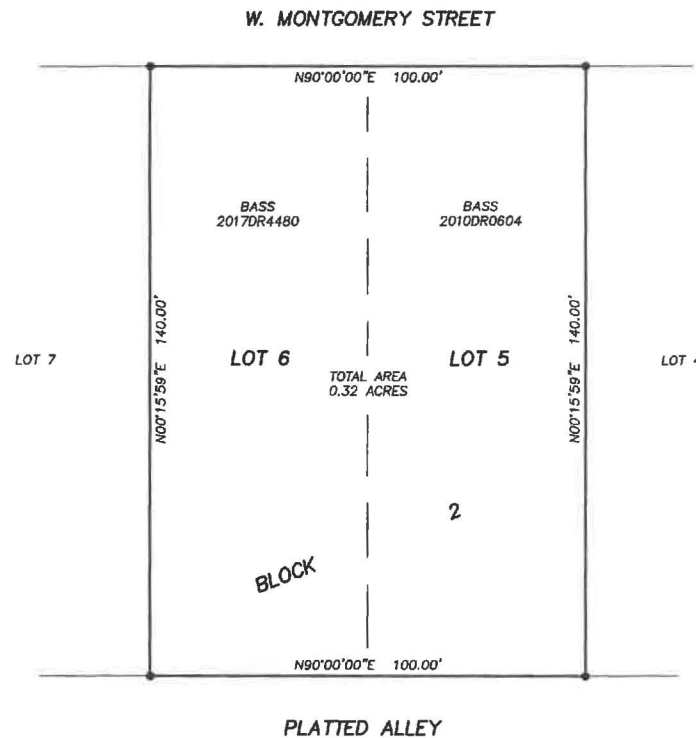 W. MONTGOMERY STREET
N90°00'00"E 100.00'
BASS
2017DR4480
BASS
2010DR0604
N00°15'59"E 140.00'
N00°15'59"E 140.00'
LOT 7
LOT 6
LOT 5
LOT 4
TOTAL AREA
0.32 ACRES
2
BLOCK
N90°00'00"E 100.00'
PLATTED ALLEY